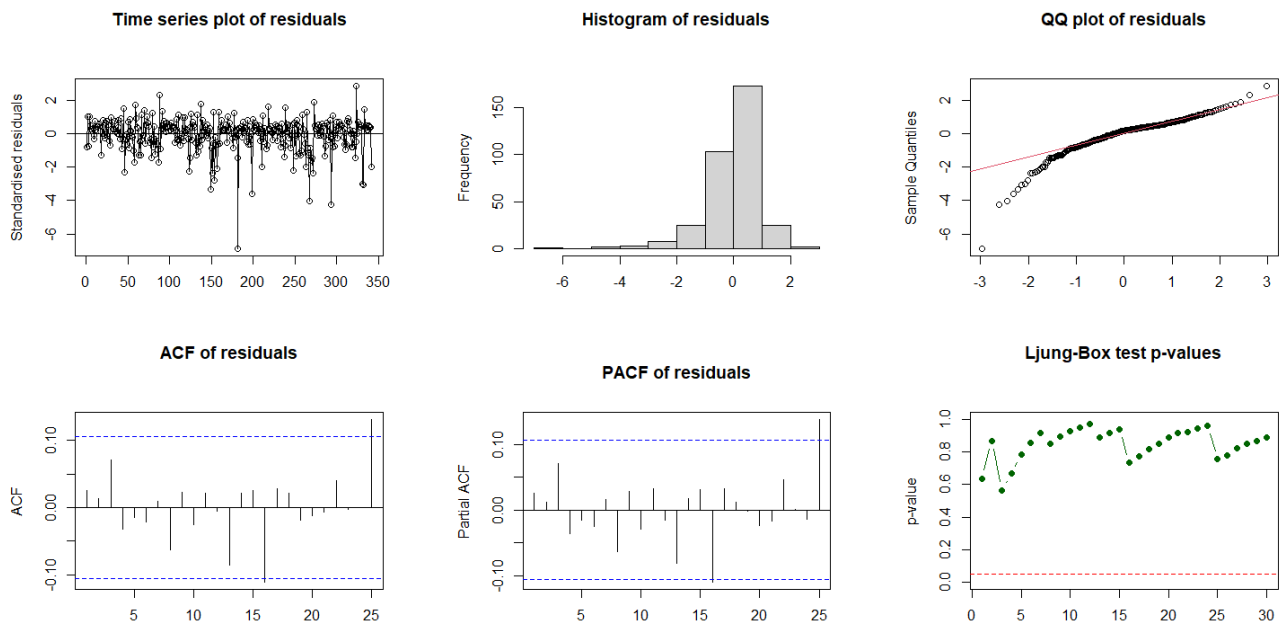 Time series plot of residuals
Standardised residuals
2
0
-2
-4
-6
0 50 100 150 200 250 300 350
Histogram of residuals
Frequency
150
100
50
0
-6 -4 -2 0 2
QQ plot of residuals
Sample Quantiles
2
0
-2
-4
-6
-3 -2 -1 0 1 2 3
ACF of residuals
ACF
0.10
0.00
-0.10
5 10 15 20 25
PACF of residuals
Partial ACF
0.10
0.00
-0.10
5 10 15 20 25
Ljung-Box test p-values
p-value
1.0
0.8
0.6
0.4
0.2
0.0
0 5 10 15 20 25 30